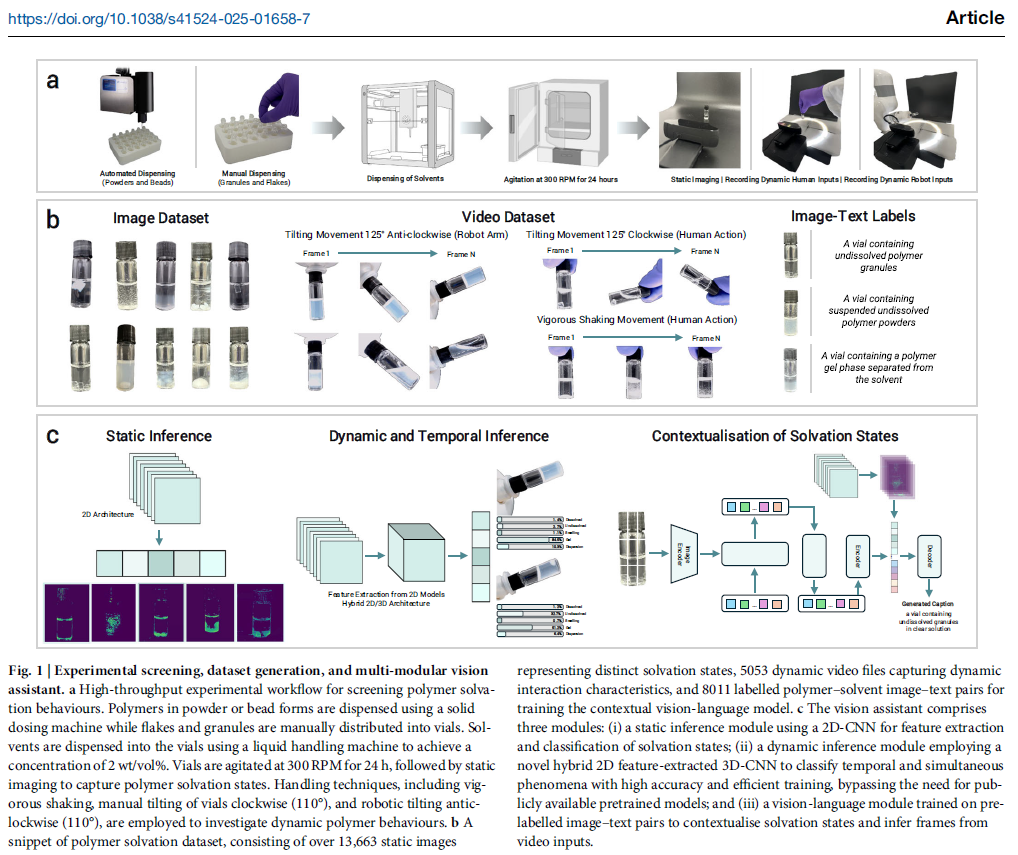 https://doi.org/10.1038/s41524-025-01658-7
Article
a
Automated Dispensing
(Powders and Beads)
Manual Dispensing
(Granules and Flakes)
Dispensing of Solvents
Agitation at 300 RPM for 24 hours
Static Imaging | Recording Dynamic Human Inputs | Recording Dynamic Robot Inputs
b
Image Dataset
Video Dataset
Tilting Movement 125° Anti-clockwise (Robot Arm)
Frame 1
Frame N
Tilting Movement 125° Clockwise (Human Action)
Frame 1
Frame N
Vigorous Shaking Movement (Human Action)
Frame 1
Frame N
Image-Text Labels
A vial containing
undissolved polymer
granules
A vial containing
suspended undissolved
polymer powders
A vial containing a polymer
gel phase separated from
the solvent
c
Static Inference
2D Architecture
Dynamic and Temporal Inference
Feature Extraction from 2D Models
Hybrid 2D/3D Architecture
Dissolved
Undissolved
Swelling
Gel
Dispersion
Dissolved
Undissolved
Swelling
Gel
Dispersion
Contextualisation of Solvation States
Image
Encoder
Encoder
Decoder
Generated Caption
a vial containing
undissolved granules
in clear solution
Fig. 1 | Experimental screening, dataset generation, and multi-modular vision
assistant. a High-throughput experimental workflow for screening polymer solva-
tion behaviours. Polymers in powder or bead forms are dispensed using a solid
dosing machine while flakes and granules are manually distributed into vials. Sol-
vents are dispensed into the vials using a liquid handling machine to achieve a
concentration of 2 wt/vol%. Vials are agitated at 300 RPM for 24 h, followed by static
imaging to capture polymer solvation states. Handling techniques, including vig-
orous shaking, manual tilting of vials clockwise (110°), and robotic tilting anti-
clockwise (110°), are employed to investigate dynamic polymer behaviours. b A
snippet of polymer solvation dataset, consisting of over 13,663 static images
representing distinct solvation states, 5053 dynamic video files capturing dynamic
interaction characteristics, and 8011 labelled polymer–solvent image–text pairs for
training the contextual vision-language model. c The vision assistant comprises
three modules: (i) a static inference module using a 2D-CNN for feature extraction
and classification of solvation states; (ii) a dynamic inference module employing a
novel hybrid 2D feature-extracted 3D-CNN to classify temporal and simultaneous
phenomena with high accuracy and efficient training, bypassing the need for pub-
licly available pretrained models; and (iii) a vision-language module trained on pre-
labelled image–text pairs to contextualise solvation states and infer frames from
video inputs.